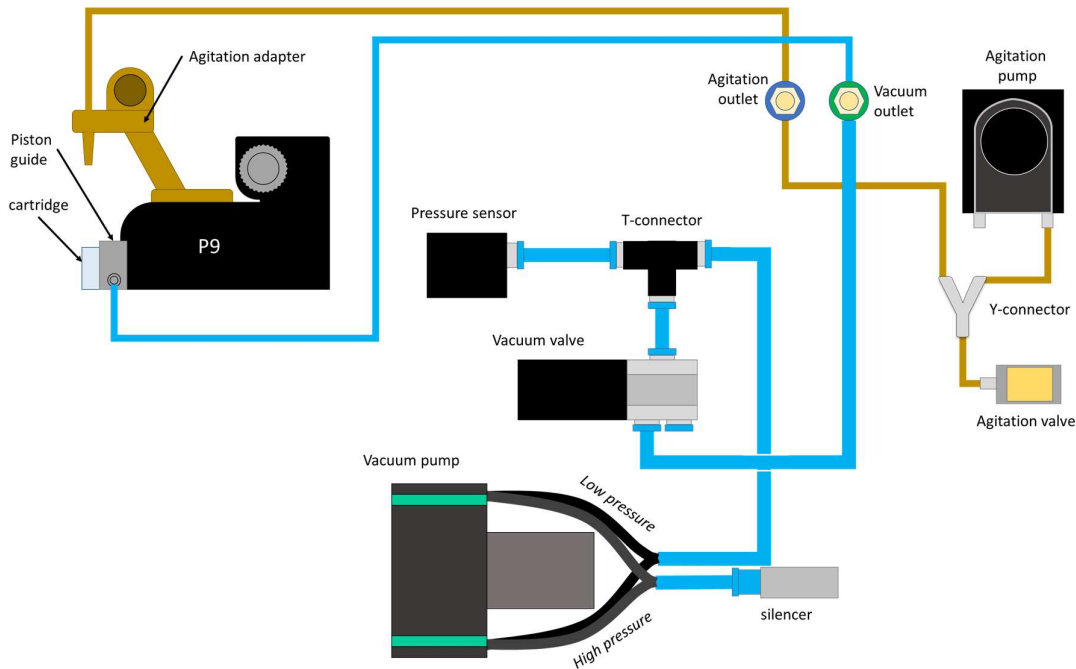 Agitation adapter
Piston
guide
cartridge
P9
Agitation
outlet
Vacuum
outlet
Agitation
pump
Pressure sensor
T-connector
Y-connector
Vacuum valve
Agitation valve
Vacuum pump
Low pressure
High pressure
silencer